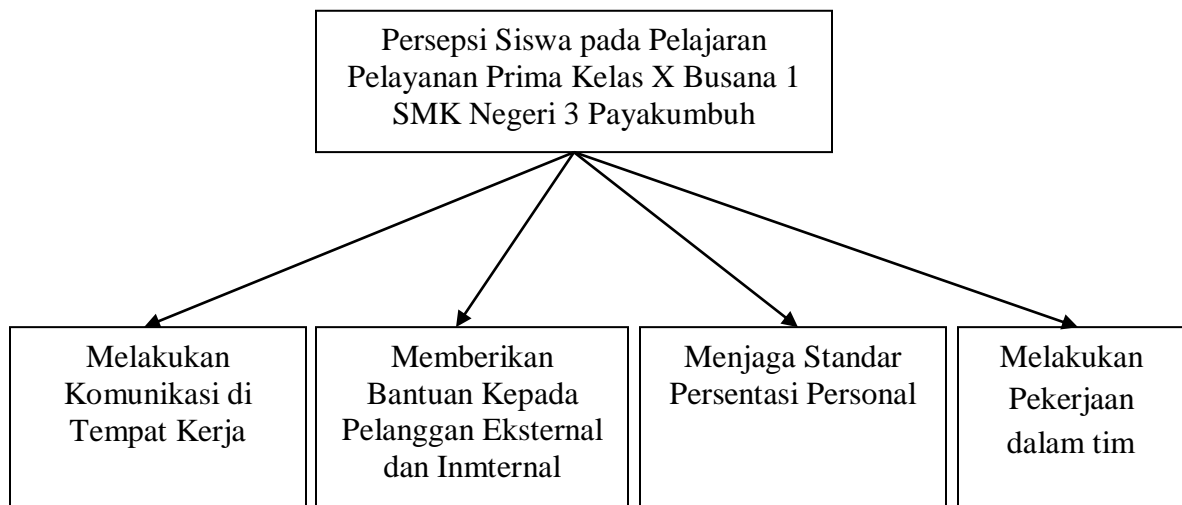 Persepsi Siswa pada Pelajaran
Pelayanan Prima Kelas X Busana 1
SMK Negeri 3 Payakumbuh
Melakukan
Komunikasi di
Tempat Kerja
Memberikan
Bantuan Kepada
Pelanggan Eksternal
dan Inmternal
Menjaga Standar
Persentasi Personal
Melakukan
Pekerjaan
dalam tim